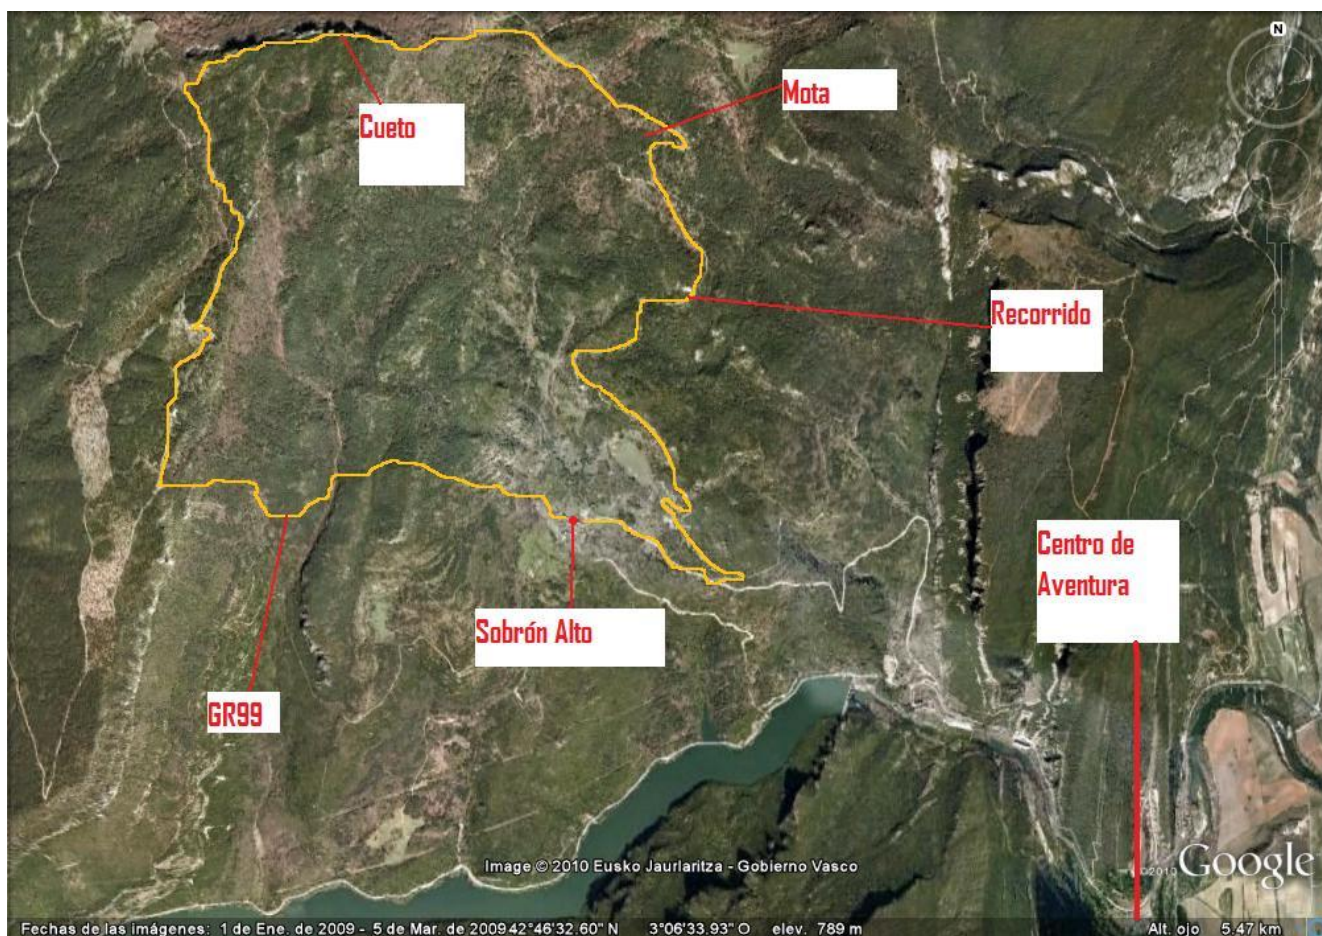 N
Mota
Cueto
Recorrido
Centro de
Aventura
Sobrón Alto
GR99
Image © 2010 Eusko Jaurlaritza - Gobierno Vasco
©2010 Google
Fechas de las imágenes: 1 de Ene. de 2009 - 5 de Mar. de 2009 42°46'32.60" N 3°06'33.93" O elev. 789 m Alt. ojo 5.47 km